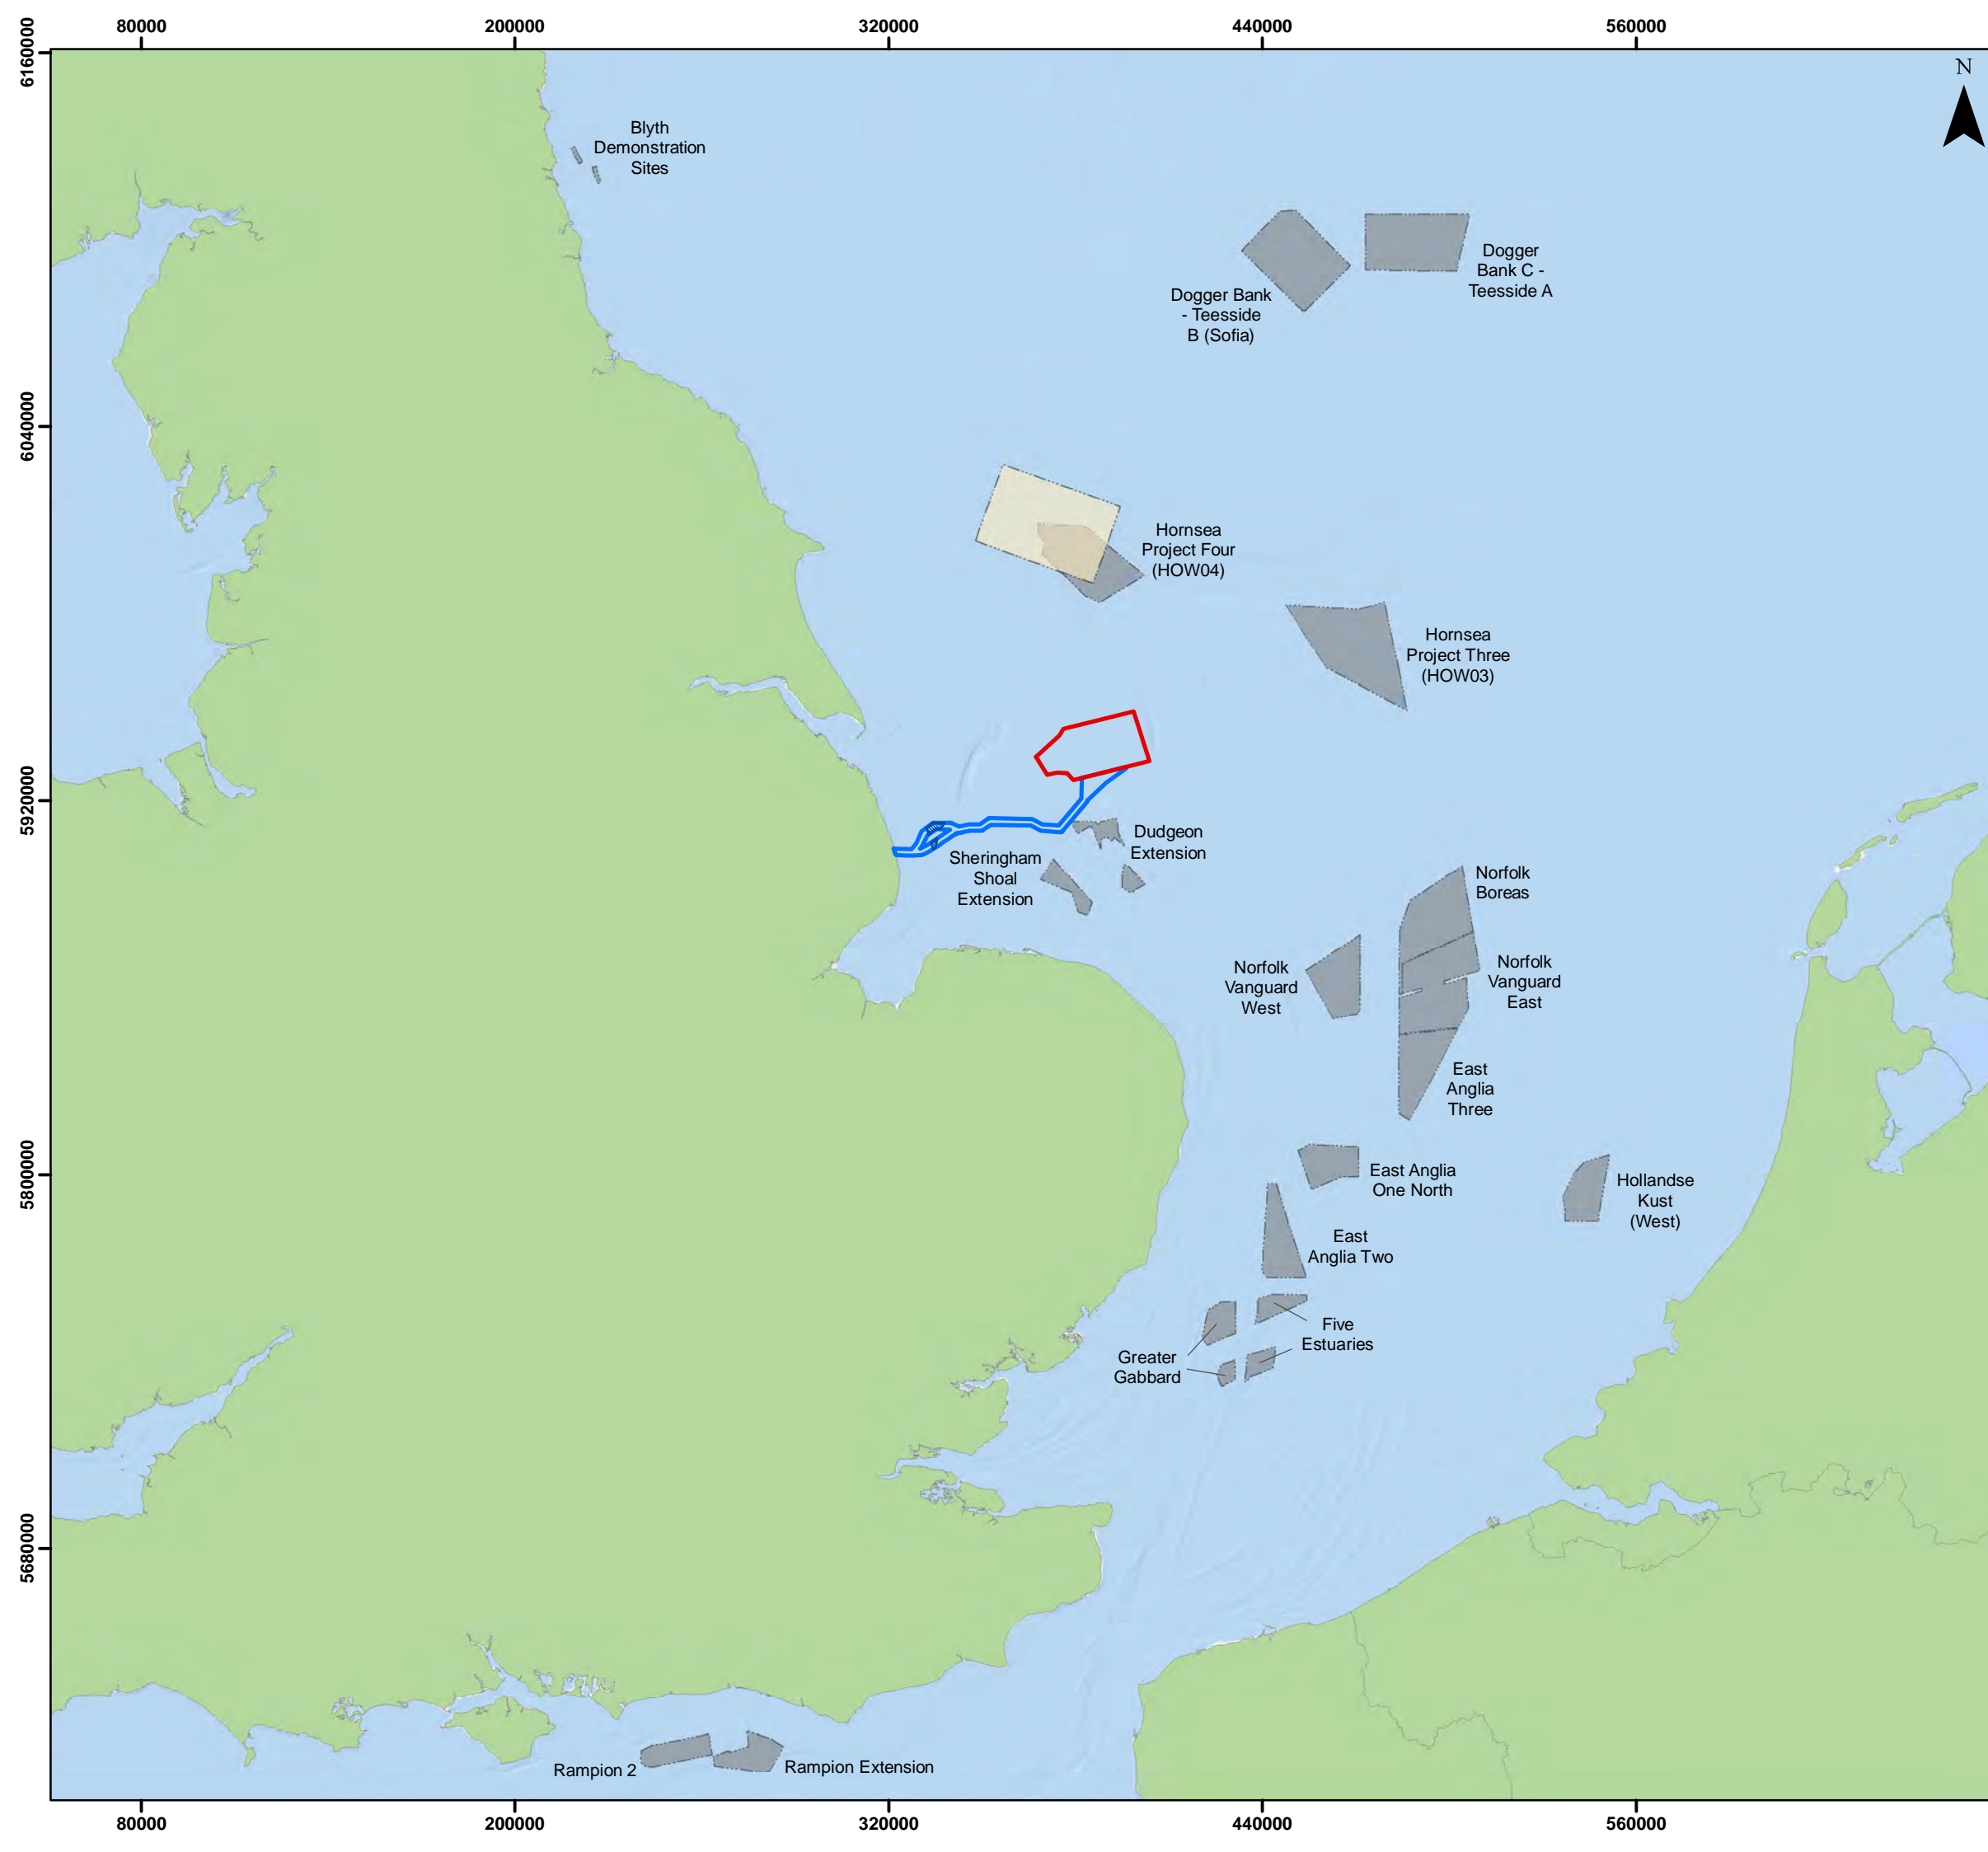 80000
200000
320000
440000
560000
6160000
6040000
5920000
5800000
5680000
N
Blyth
Demonstration
Sites
Dogger
Bank C -
Teesside A
Dogger Bank
- Teesside
B (Sofia)
Hornsea
Project Four
(HOW04)
Hornsea
Project Three
(HOW03)
Dudgeon
Extension
Sheringham
Shoal
Extension
Norfolk
Boreas
Norfolk
Vanguard
West
Norfolk
Vanguard
East
East
Anglia
Three
East Anglia
One North
Hollandse
Kust
(West)
East
Anglia Two
Five
Estuaries
Greater
Gabbard
Rampion 2
Rampion Extension
80000
200000
320000
440000
560000